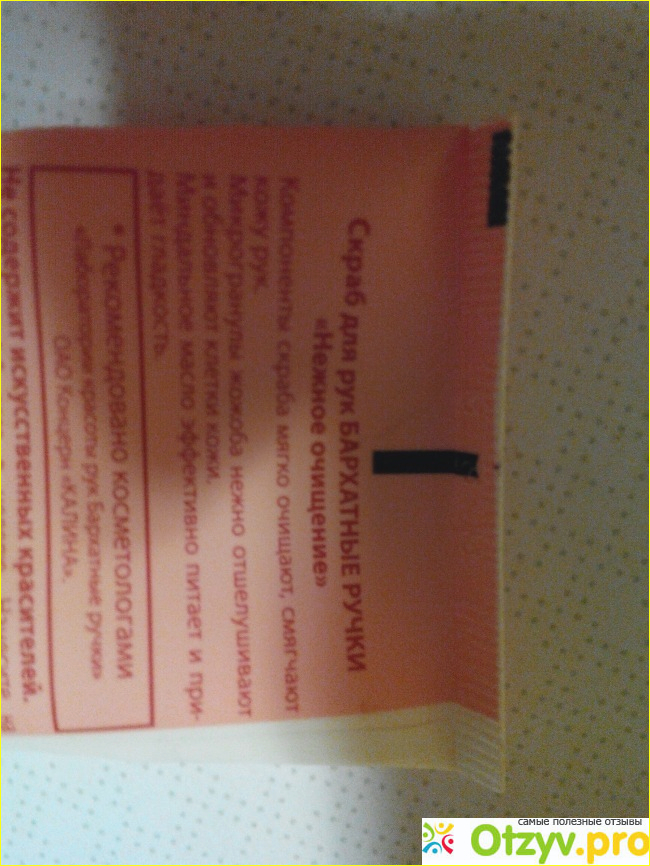 Скраб для рук БАРХАТНЫЕ РУЧКИ
«Нежное очищение»
Компоненты скраба мягко очищают, смягчают
кожу рук.
Микрогранулы жожоба нежно отшелушивают
и обновляют клетки кожи.
Миндальное масло эффективно питает и при-
дает гладкость.
* Рекомендовано косметологами
«Лаборатории красоты рук Бархатные ручки»
ОАО Концерн «КАЛИНА».
Не содержит искусственных красителей.
самые полезные отзывы
Otzyv.pro